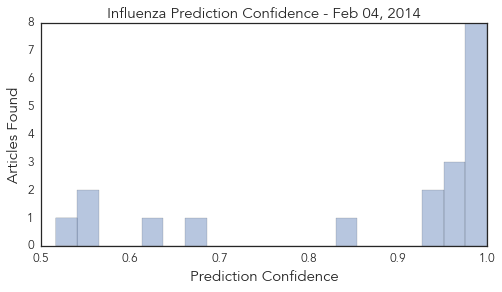 Influenza Prediction Confidence - Feb 04, 2014
Articles Found
8
7
6
5
4
3
2
1
0
0.5 0.6 0.7 0.8 0.9 1.0
Prediction Confidence